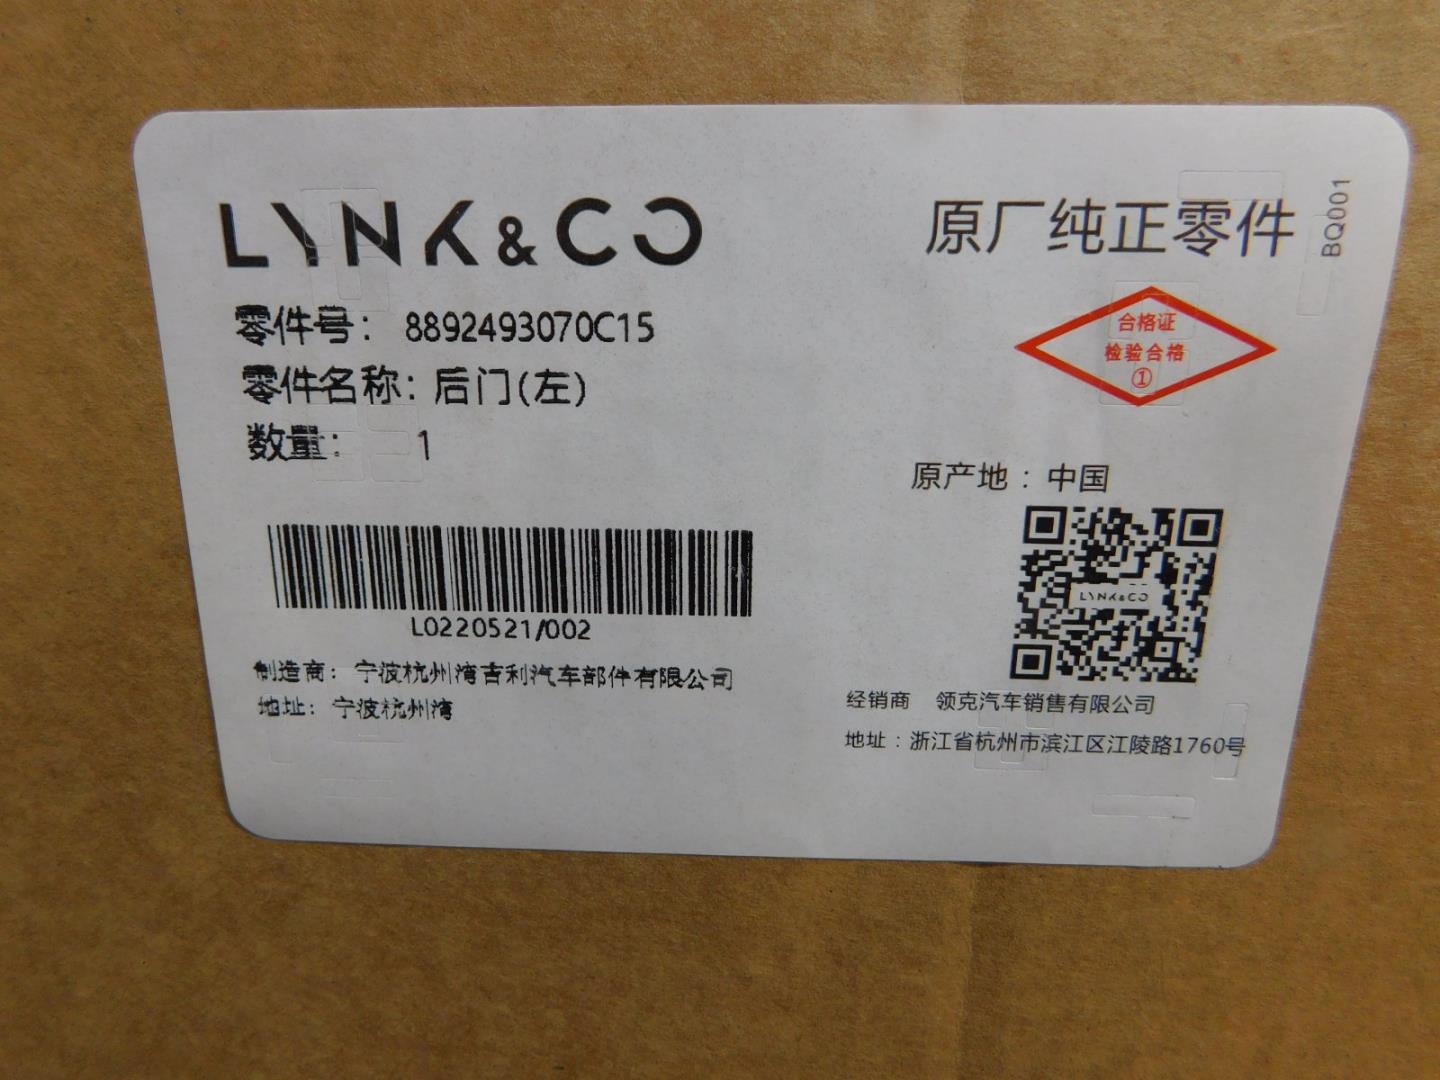 LYNK&CO
原厂纯正零件
BQ001
零件号: 8892493070C15
零件名称: 后门(左)
数量: 1
合格证
检验合格
①
原产地：中国
LYNK&CO
L0220521/002
制造商: 宁波杭州湾吉利汽车部件有限公司
地址: 宁波杭州湾
经销商 领克汽车销售有限公司
地址：浙江省杭州市滨江区江陵路1760号